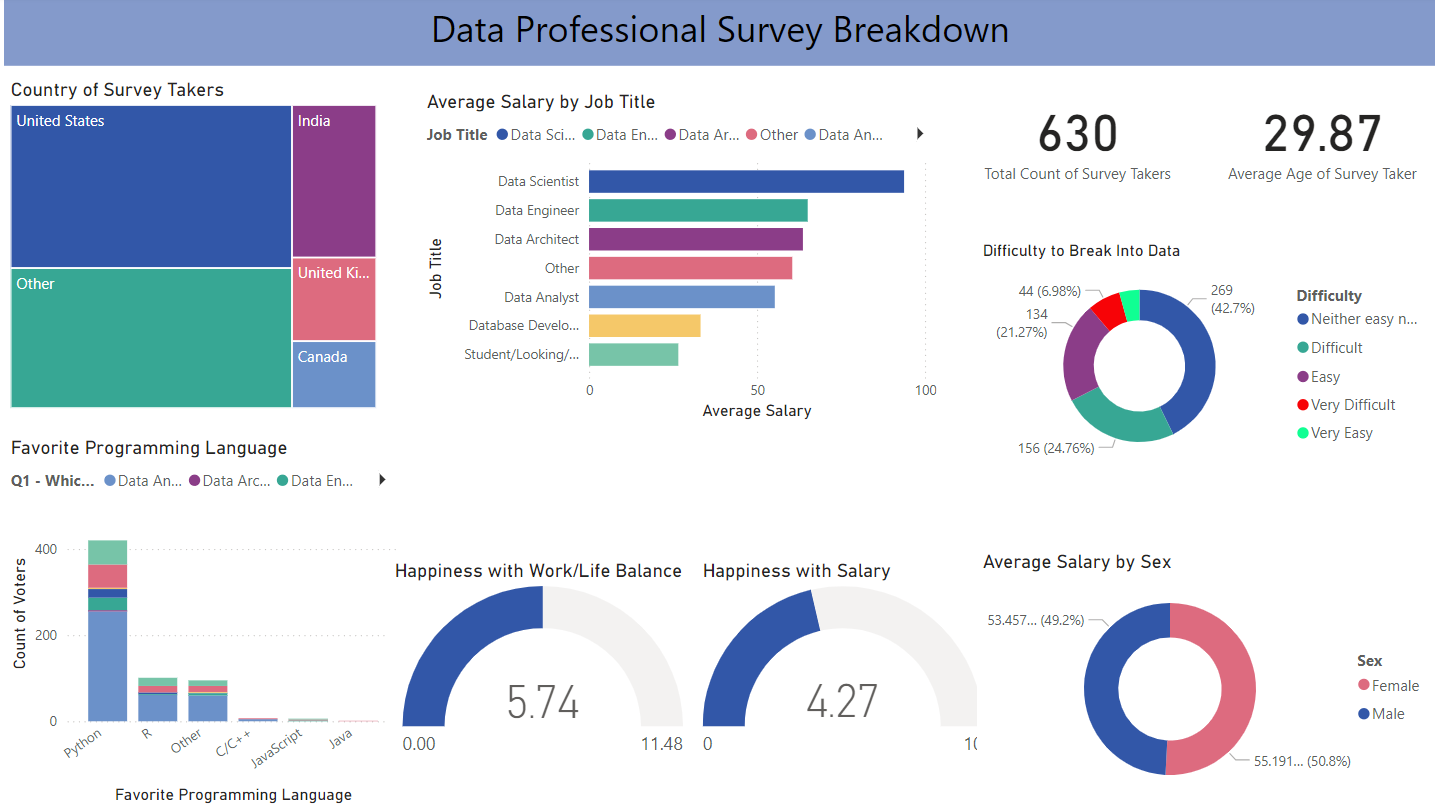 Data Professional Survey Breakdown
Country of Survey Takers
United States
India
Other
United Ki...
Canada
Average Salary by Job Title
Job Title Data Sci... Data En... Data Ar... Other Data An...
Job Title
Data Scientist
Data Engineer
Data Architect
Other
Data Analyst
Database Develo...
Student/Looking/...
0 50 100
Average Salary
630
Total Count of Survey Takers
29.87
Average Age of Survey Taker
Difficulty to Break Into Data
44 (6.98%)
134
(21.27%)
269
(42.7%)
156 (24.76%)
Difficulty
Neither easy n...
Difficult
Easy
Very Difficult
Very Easy
Favorite Programming Language
Q1 - Whic... Data An... Data Arc... Data En...
Count of Voters
400
200
0
Python R Other C/C++ JavaScript Java
Favorite Programming Language
Happiness with Work/Life Balance
5.74
0.00 11.48
Happiness with Salary
4.27
0 10
Average Salary by Sex
53.457... (49.2%)
55.191... (50.8%)
Sex
Female
Male